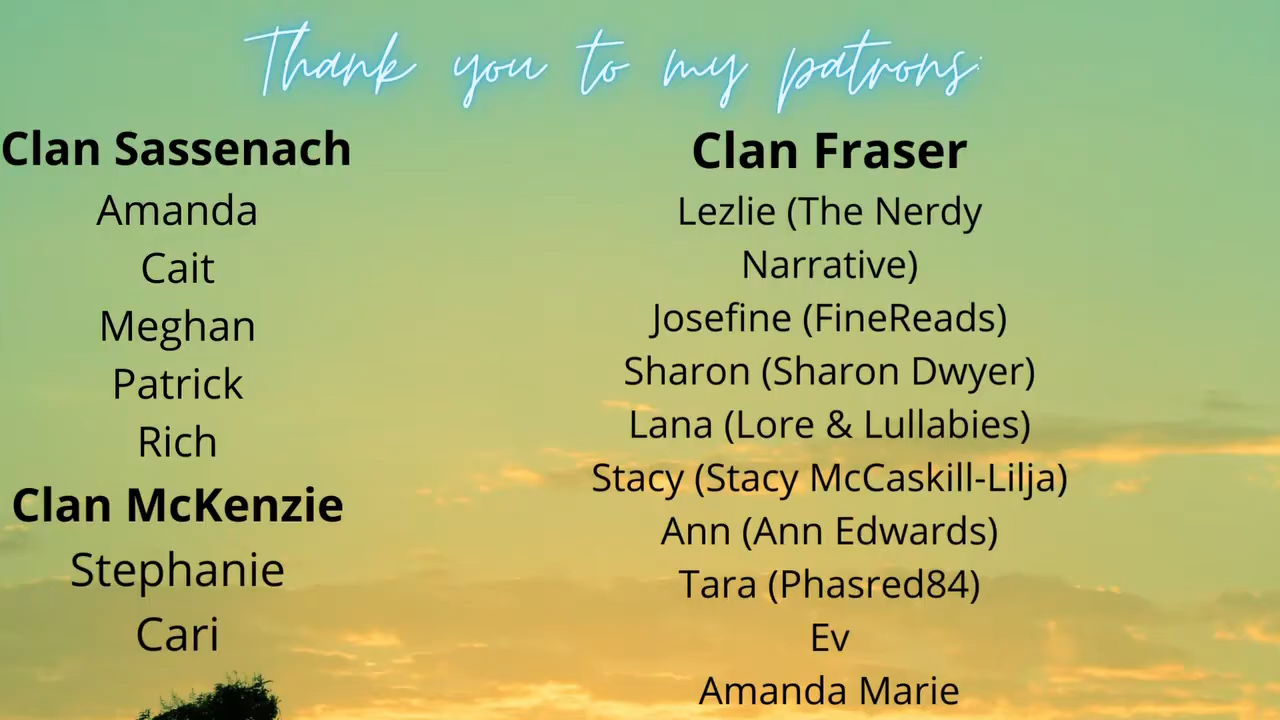 Thank you to my patrons:
Clan Sassenach
Amanda
Cait
Meghan
Patrick
Rich
Clan McKenzie
Stephanie
Cari
Clan Fraser
Lezlie (The Nerdy
Narrative)
Josefine (FineReads)
Sharon (Sharon Dwyer)
Lana (Lore & Lullabies)
Stacy (Stacy McCaskill-Lilja)
Ann (Ann Edwards)
Tara (Phasred84)
Ev
Amanda Marie